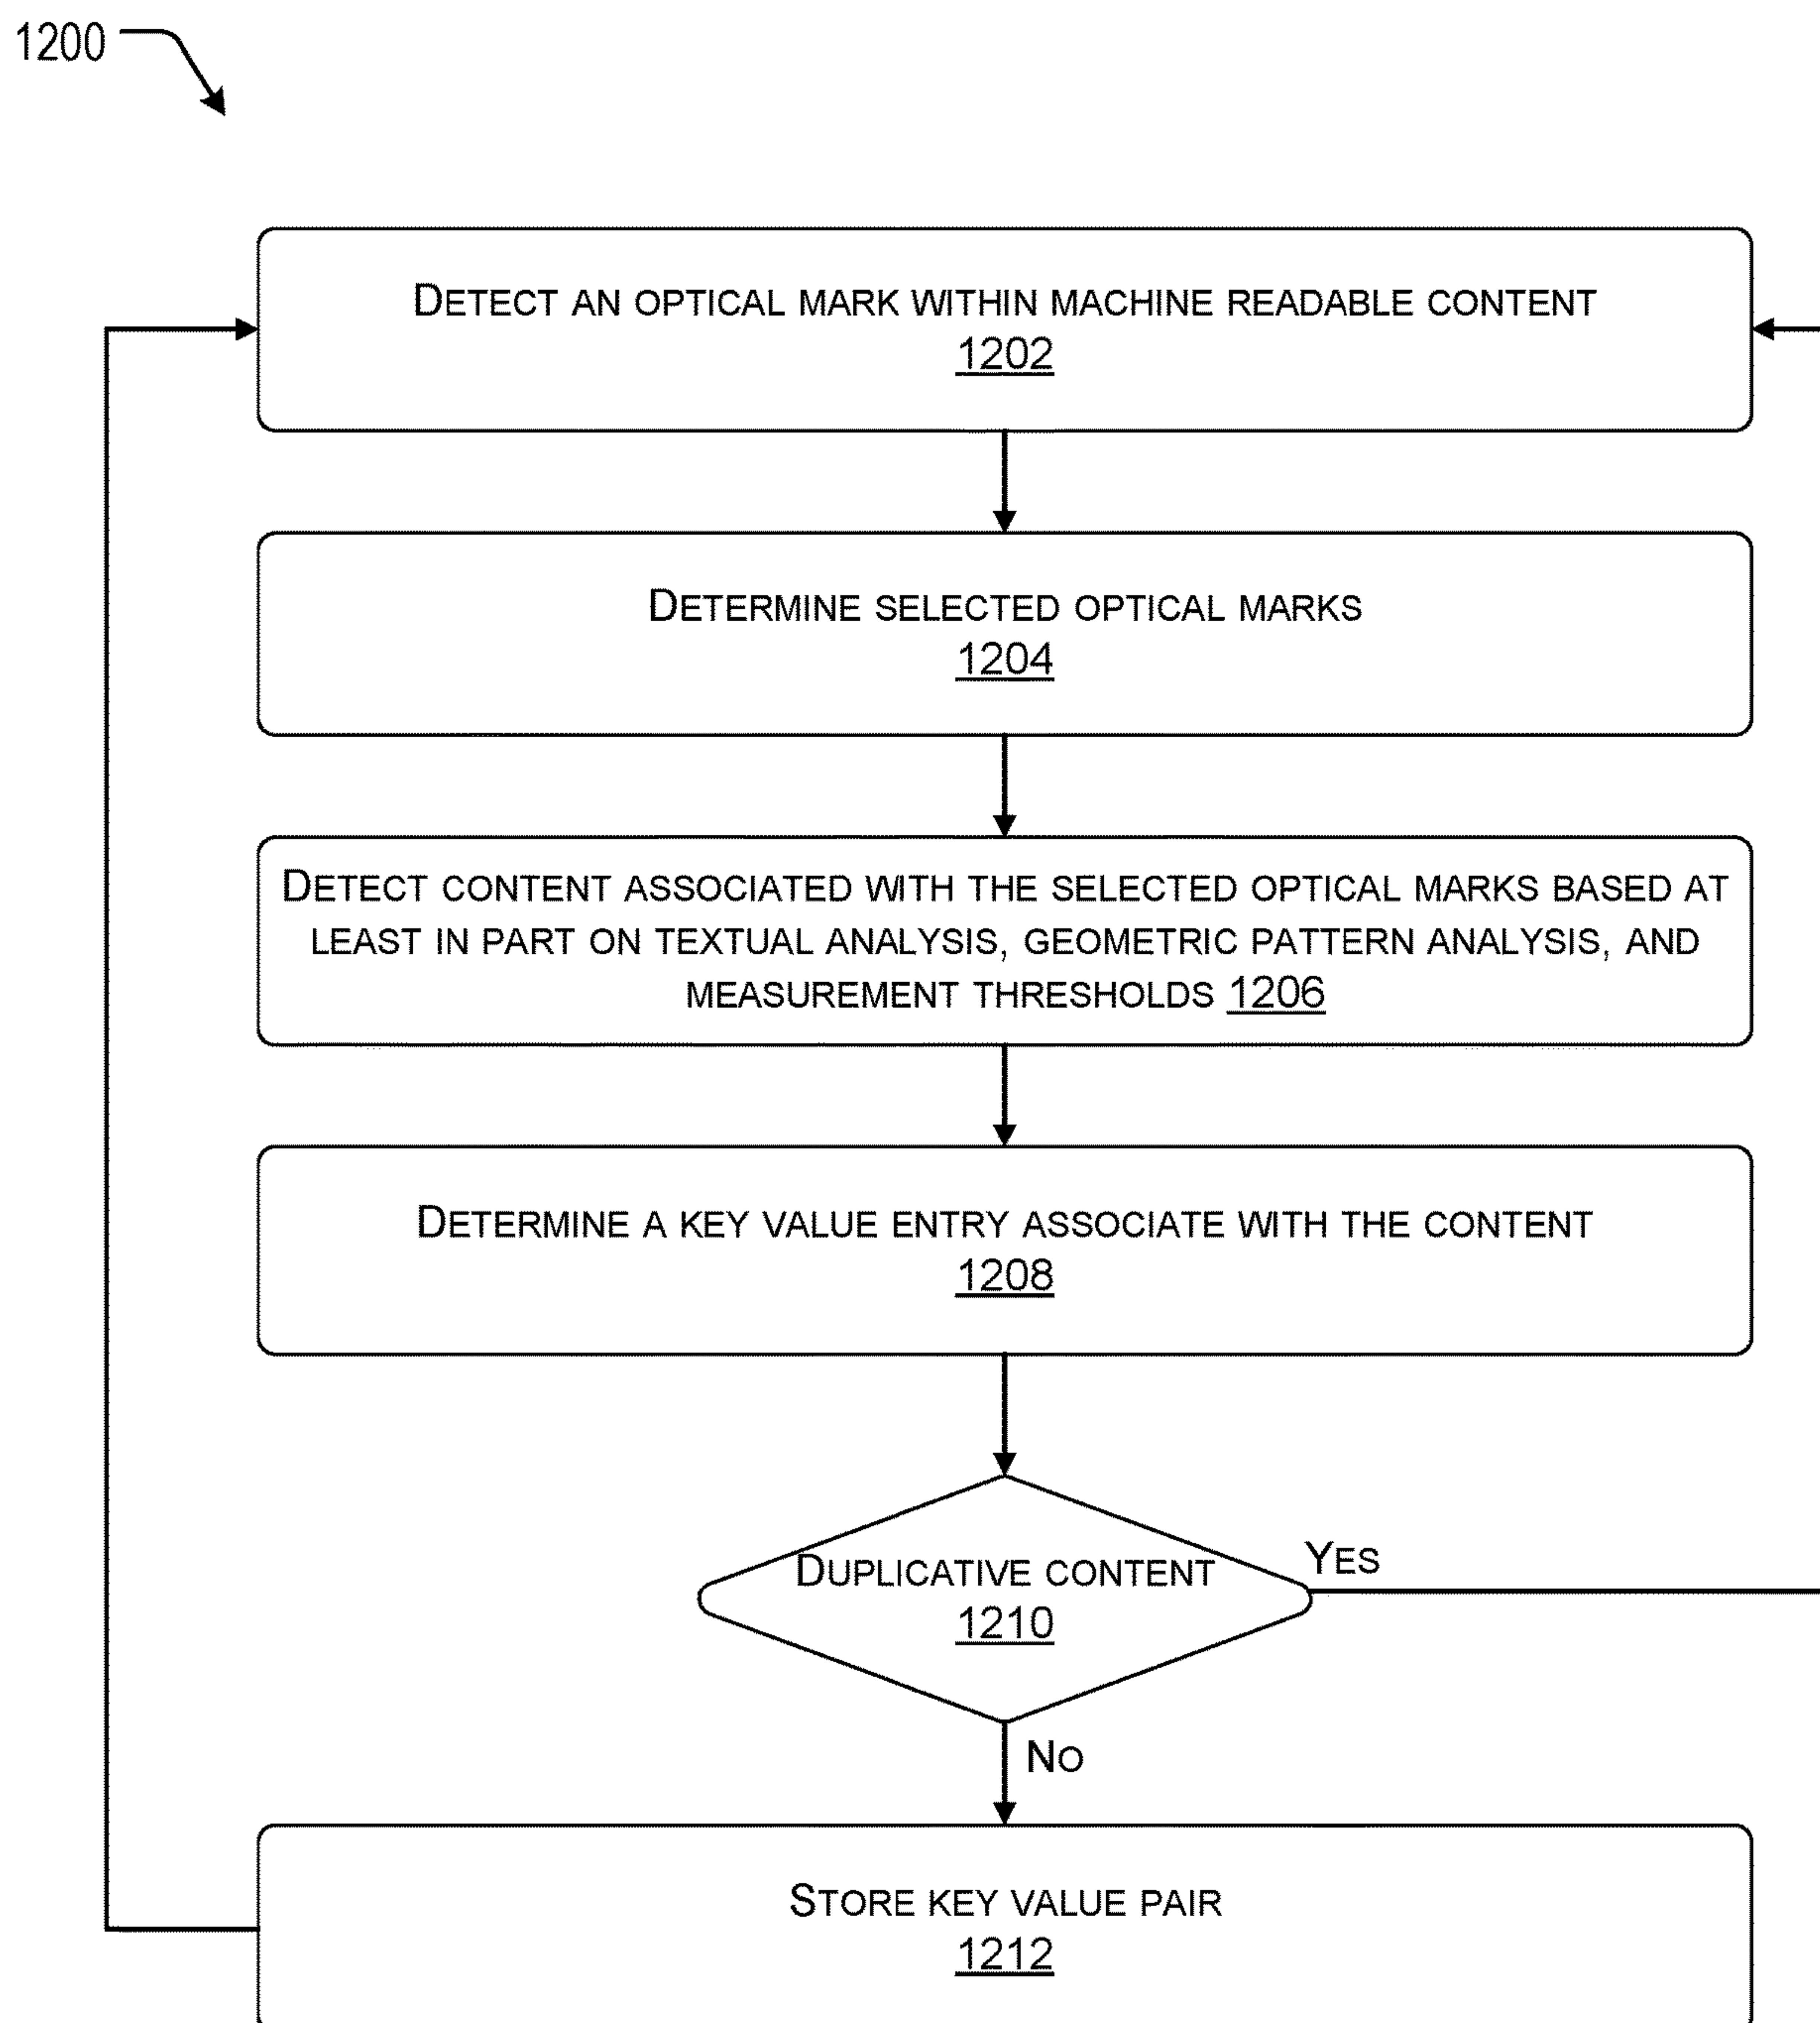 1200
DETECT AN OPTICAL MARK WITHIN MACHINE READABLE CONTENT
1202
DETERMINE SELECTED OPTICAL MARKS
1204
DETECT CONTENT ASSOCIATED WITH THE SELECTED OPTICAL MARKS BASED AT
LEAST IN PART ON TEXTUAL ANALYSIS, GEOMETRIC PATTERN ANALYSIS, AND
MEASUREMENT THRESHOLDS 1206
DETERMINE A KEY VALUE ENTRY ASSOCIATE WITH THE CONTENT
1208
DUPLICATIVE CONTENT
1210
YES
NO
STORE KEY VALUE PAIR
1212